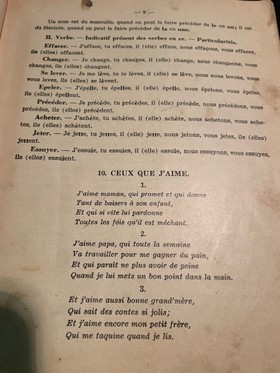 — 8 —
Un nom est du masculin, quand on peut le faire précéder de le ou un; il est
du féminin, quand on peut le faire précéder de la ou une.
II. Verbe. — Indicatif présent des verbes en er. — Particularités.
Effacer. — J'efface, tu effaces, il (elle) efface, nous effaçons, vous effacez,
ils (elles) effacent.
Changer. — Je change, tu changes, il (elle) change, nous changeons, vous
changez, ils (elles) changent.
Se lever. — Je me lève, tu te lèves, il (elle) se lève, nous nous levons, vous
vous levez, ils (elles) se lèvent.
Épeler. — J'épelle, tu épelles, il (elle) épelle, nous épelons, vous épelez,
ils (elles) épellent.
Précéder. — Je précède, tu précèdes, il (elle) précède, nous précédons, vous
précédez, ils (elles) précèdent.
Acheter. — J'achète, tu achètes, il (elle) achète, nous achetons, vous achetez,
ils (elles) achètent.
Jeter. — Je jette, tu jettes, il (elle) jette, nous jetons, vous jetez, ils (elles)
jettent.
Essuyer. — J'essuie, tu essuies, il (elle) essuie, nous essuyons, vous essuyez,
ils (elles) essuient.
10. CEUX QUE J'AIME.
1.
J'aime maman, qui promet et qui donne
Tant de baisers à son enfant,
Et qui si vite lui pardonne
Toutes les fois qu'il est méchant.
2.
J'aime papa, qui toute la semaine
Va travailler pour me gagner du pain,
Et qui paraît ne plus avoir de peine
Quand je lui mets un bon point dans la main.
3.
Et j'aime aussi bonne grand'mère,
Qui sait des contes si jolis;
Et j'aime encore mon petit frère,
Qui me taquine quand je lis.